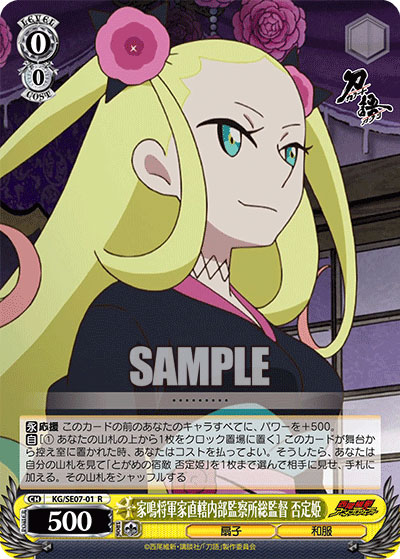 LEVEL
0
0
COST
刀語
カタナガタリ
SAMPLE
永 応援 このカードの前のあなたのキャラすべてに、パワーを+500。
自 [① あなたの山札の上から1枚をクロック置場に置く] このカードが舞台か
ら控え室に置かれた時、あなたはコストを払ってよい。そうしたら、あなたは
自分の山札を見て「とがめの宿敵 否定姫」を1枚まで選んで相手に見せ、手札
に加える。その山札をシャッフルする。
CH KG/SE07-01 R
家鳴将軍家直轄内部監察所総監督 否定姫
POWER
500
扇子
和服
©西尾維新・講談社/「刀語」製作委員会